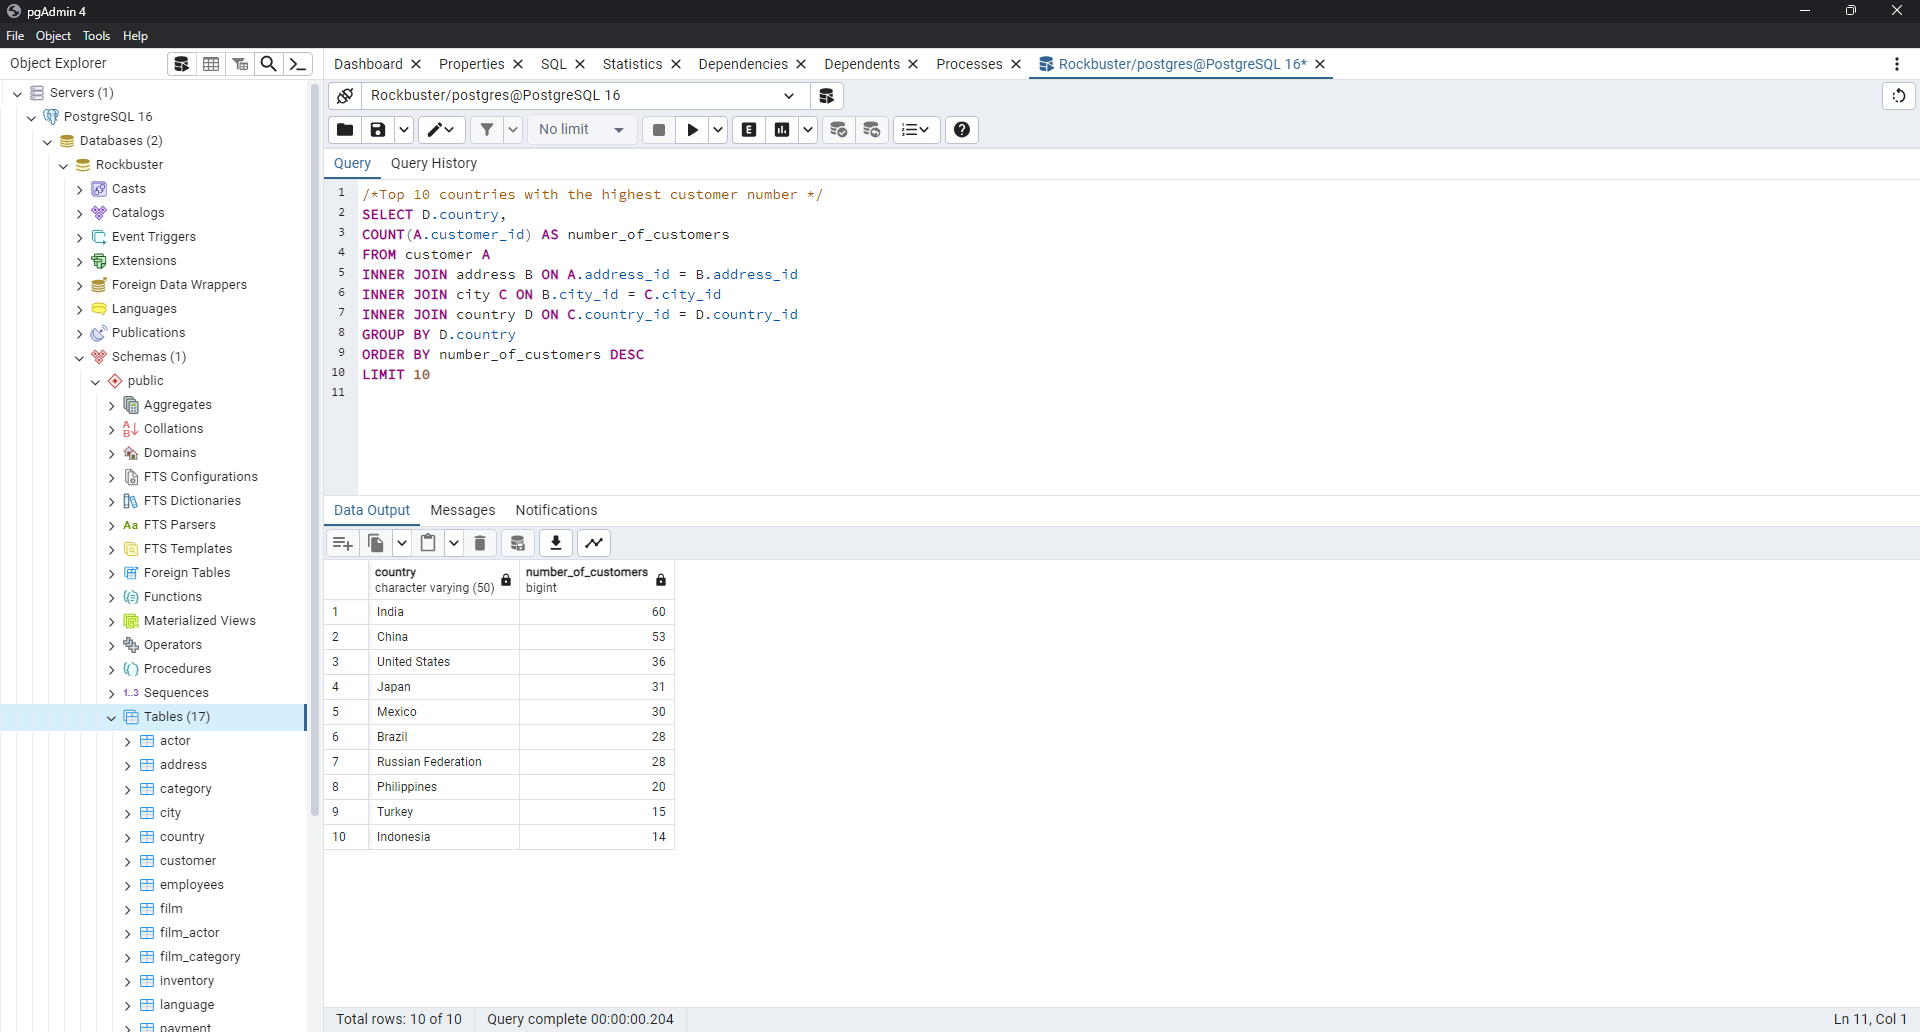 pgAdmin 4
File Object Tools Help
Object Explorer
Dashboard Properties SQL Statistics Dependencies Dependents Processes Rockbuster/postgres@PostgreSQL 16*
Servers (1)
PostgreSQL 16
Databases (2)
Rockbuster
Casts
Catalogs
Event Triggers
Extensions
Foreign Data Wrappers
Languages
Publications
Schemas (1)
public
Aggregates
Collations
Domains
FTS Configurations
FTS Dictionaries
Aa FTS Parsers
FTS Templates
Foreign Tables
Functions
Materialized Views
Operators
Procedures
1..3 Sequences
Tables (17)
actor
address
category
city
country
customer
employees
film
film_actor
film_category
inventory
language
payment
Rockbuster/postgres@PostgreSQL 16
No limit
E
Query Query History
1 /*Top 10 countries with the highest customer number */
2 SELECT D.country,
3 COUNT(A.customer_id) AS number_of_customers
4 FROM customer A
5 INNER JOIN address B ON A.address_id = B.address_id
6 INNER JOIN city C ON B.city_id = C.city_id
7 INNER JOIN country D ON C.country_id = D.country_id
8 GROUP BY D.country
9 ORDER BY number_of_customers DESC
10 LIMIT 10
11
Data Output Messages Notifications
country number_of_customers
character varying (50) bigint
1 India 60
2 China 53
3 United States 36
4 Japan 31
5 Mexico 30
6 Brazil 28
7 Russian Federation 28
8 Philippines 20
9 Turkey 15
10 Indonesia 14
Total rows: 10 of 10 Query complete 00:00:00.204 Ln 11, Col 1